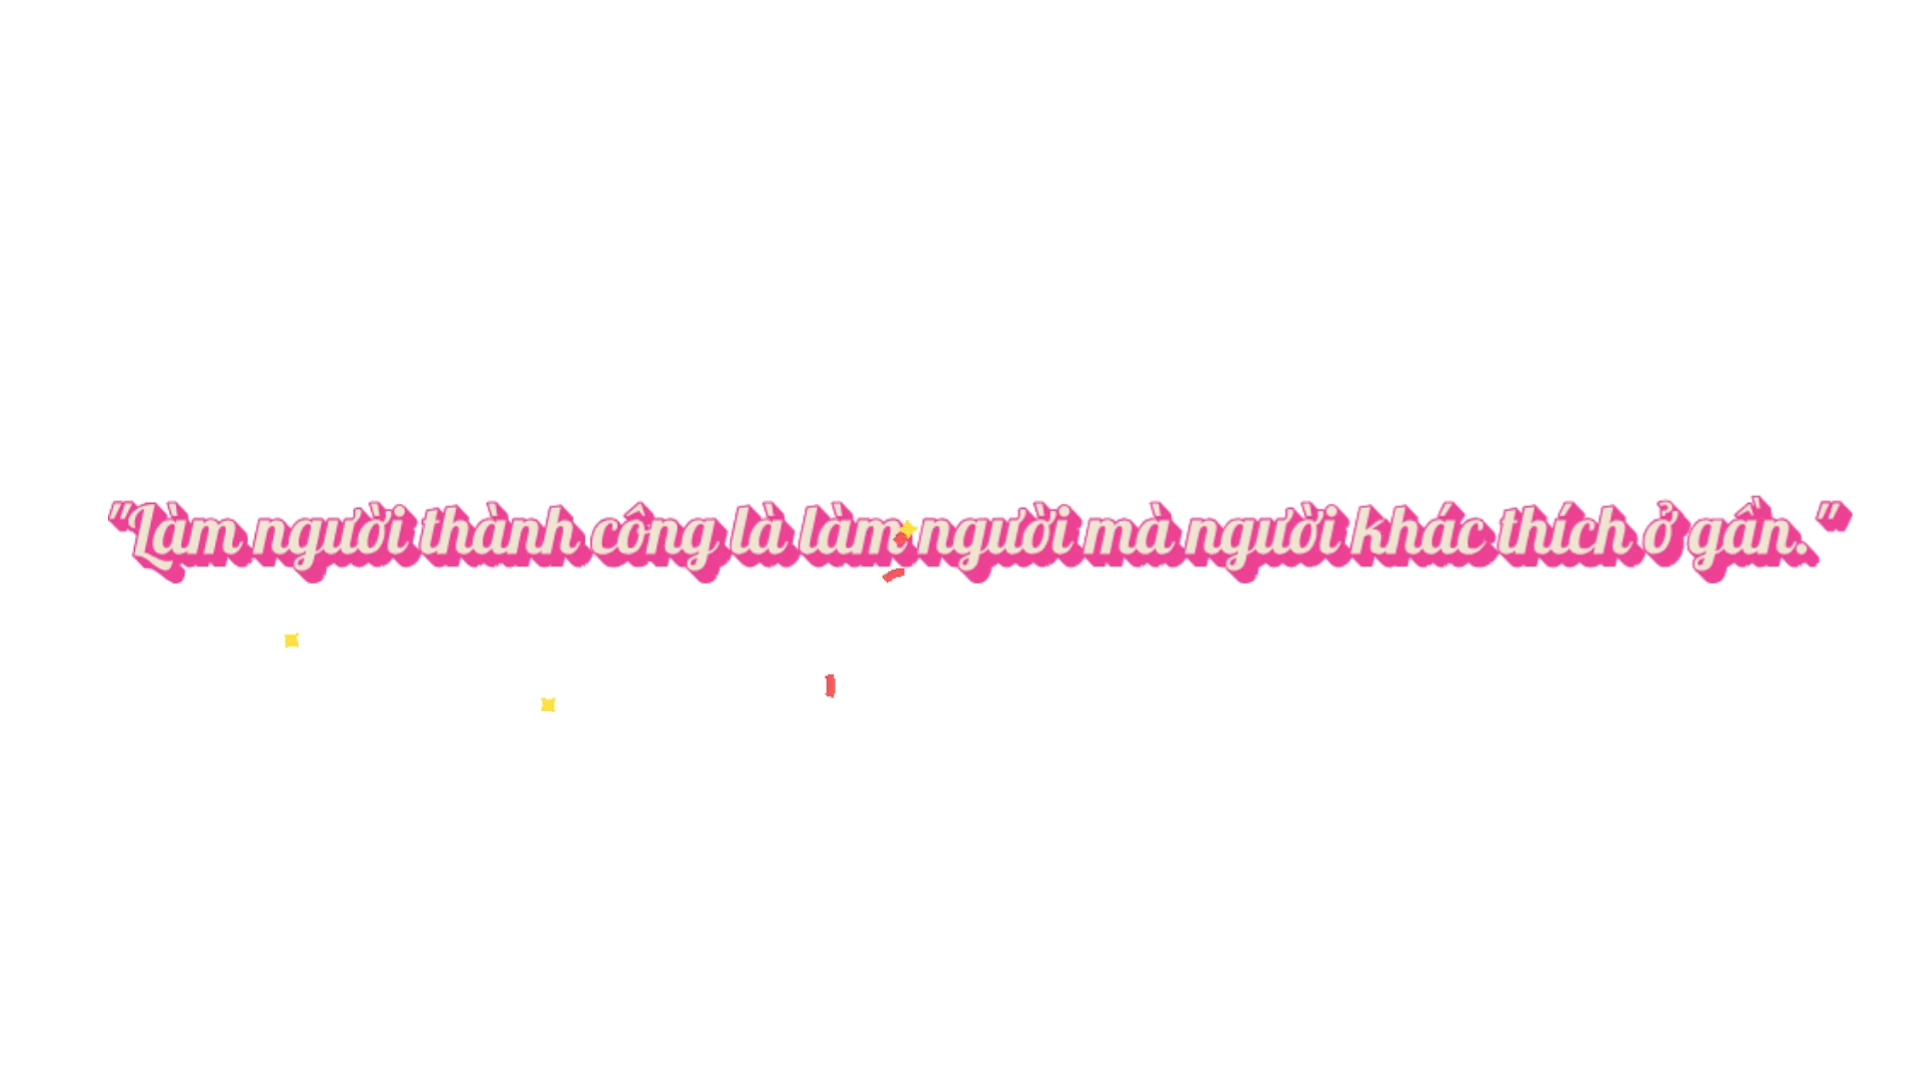 "Làm người thành công là làm người mà người khác thích ở gần. "